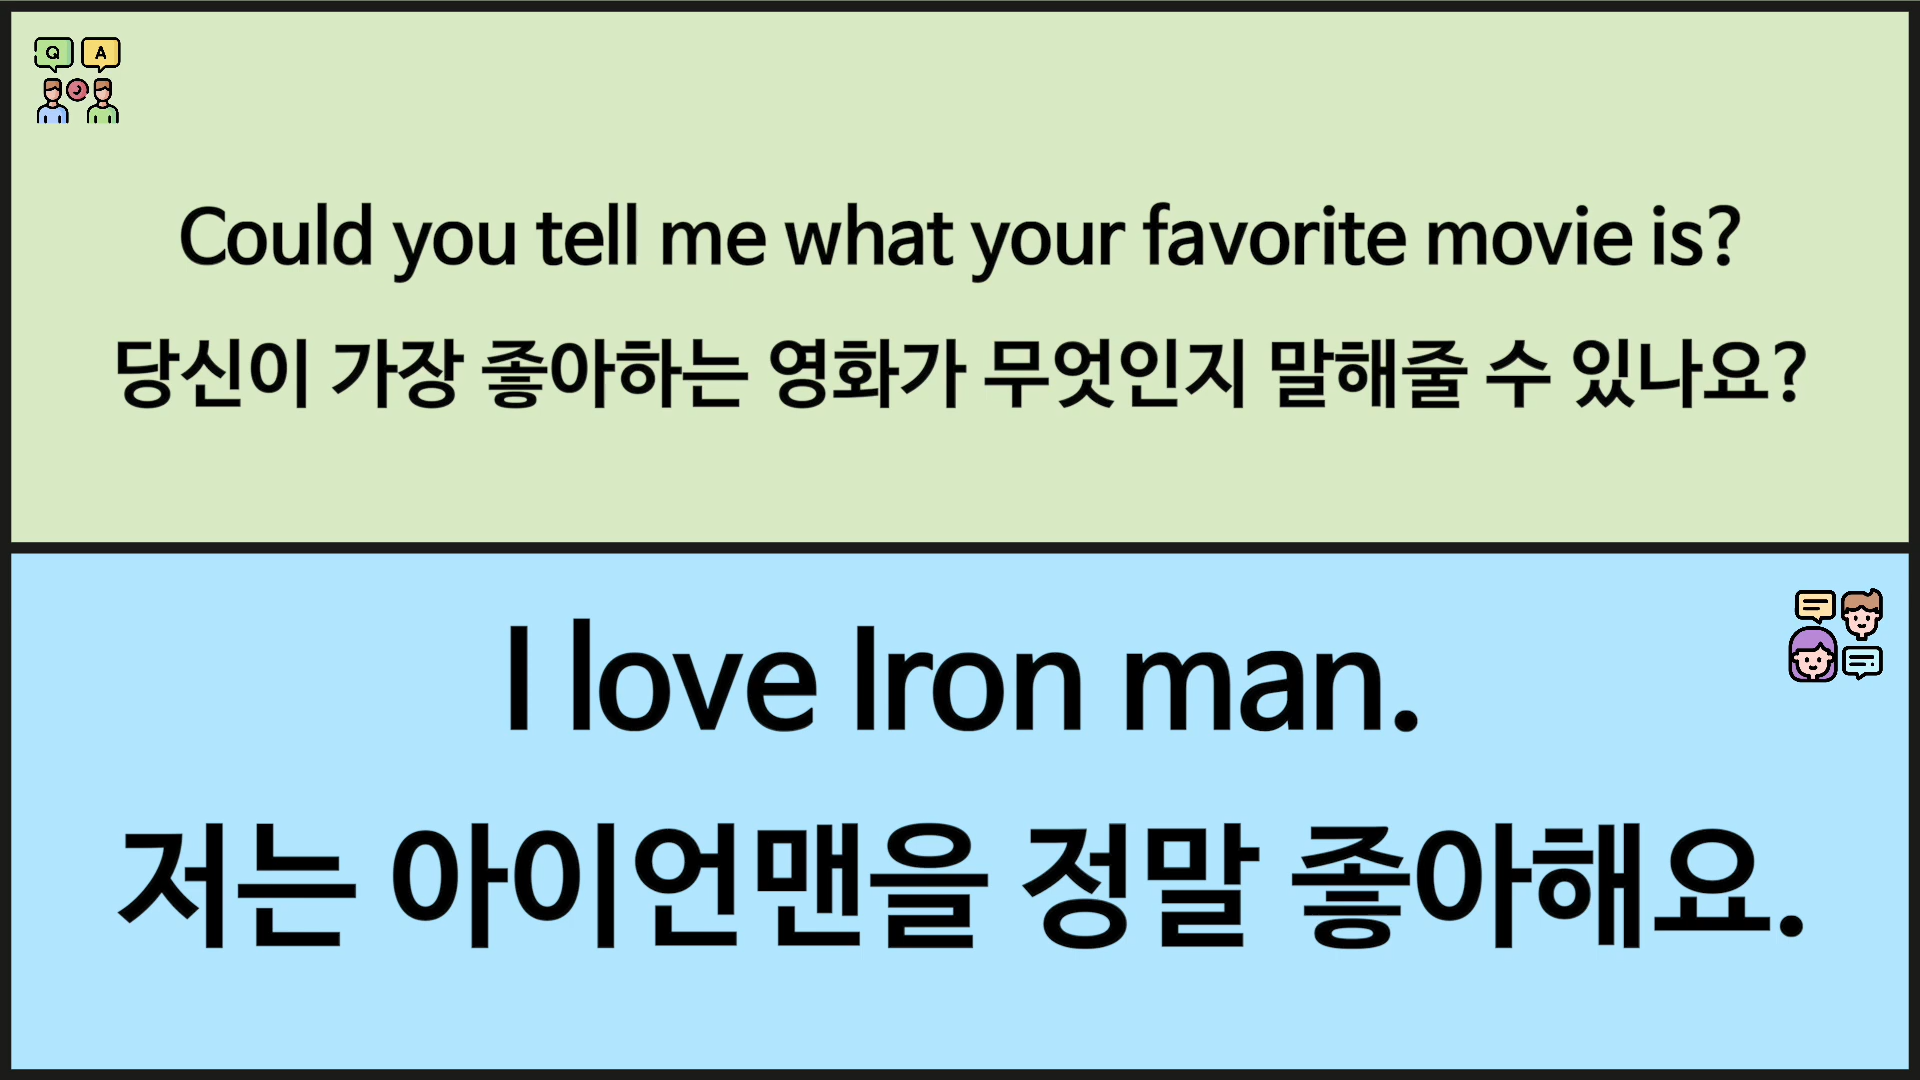 Q A
Could you tell me what your favorite movie is?
당신이 가장 좋아하는 영화가 무엇인지 말해줄 수 있나요?
I love Iron man.
저는 아이언맨을 정말 좋아해요.